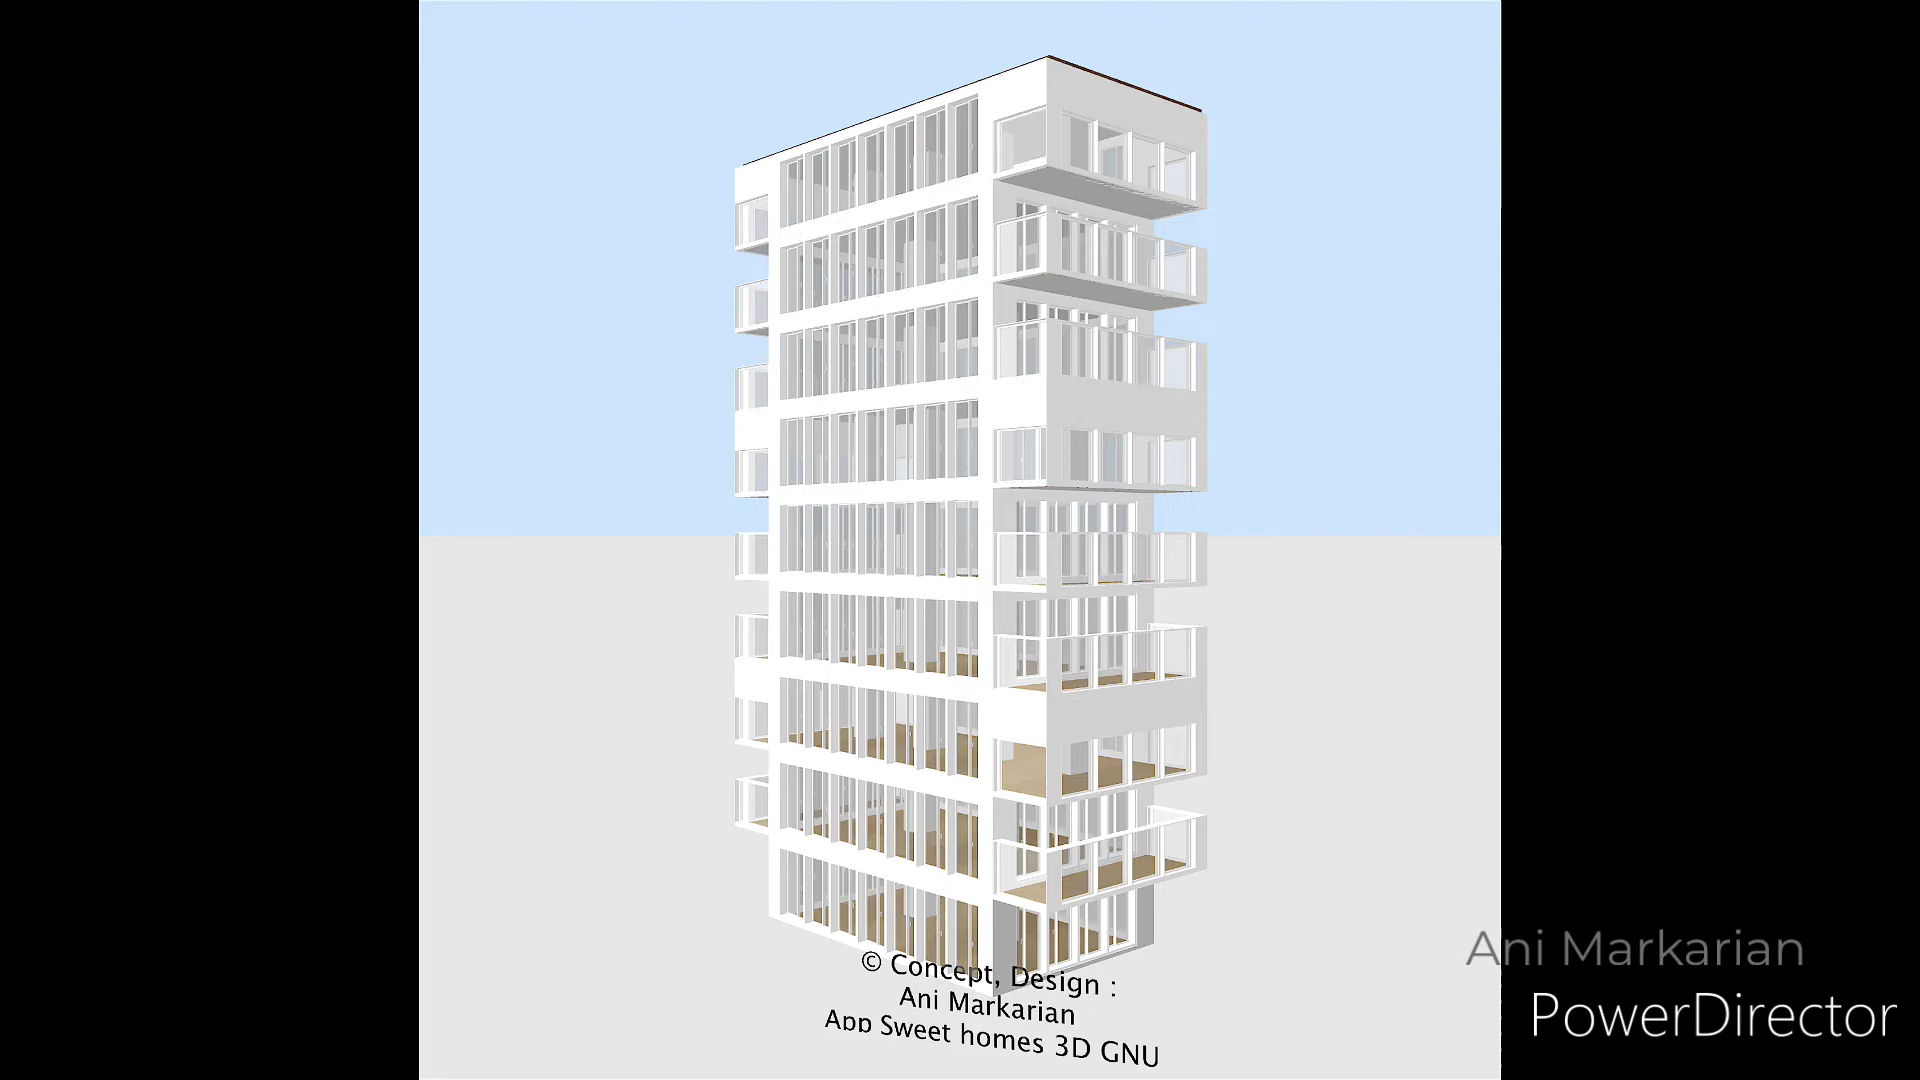 © Concept, Design :
Ani Markarian
App Sweet homes 3D GNU
Ani Markarian
PowerDirector